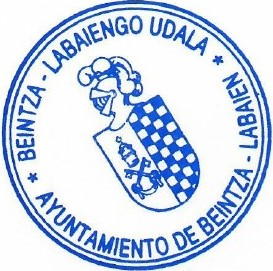 * BEINTZA - LABAIENGO UDALA *
AYUNTAMIENTO DE BEINTZA - LABAIEN